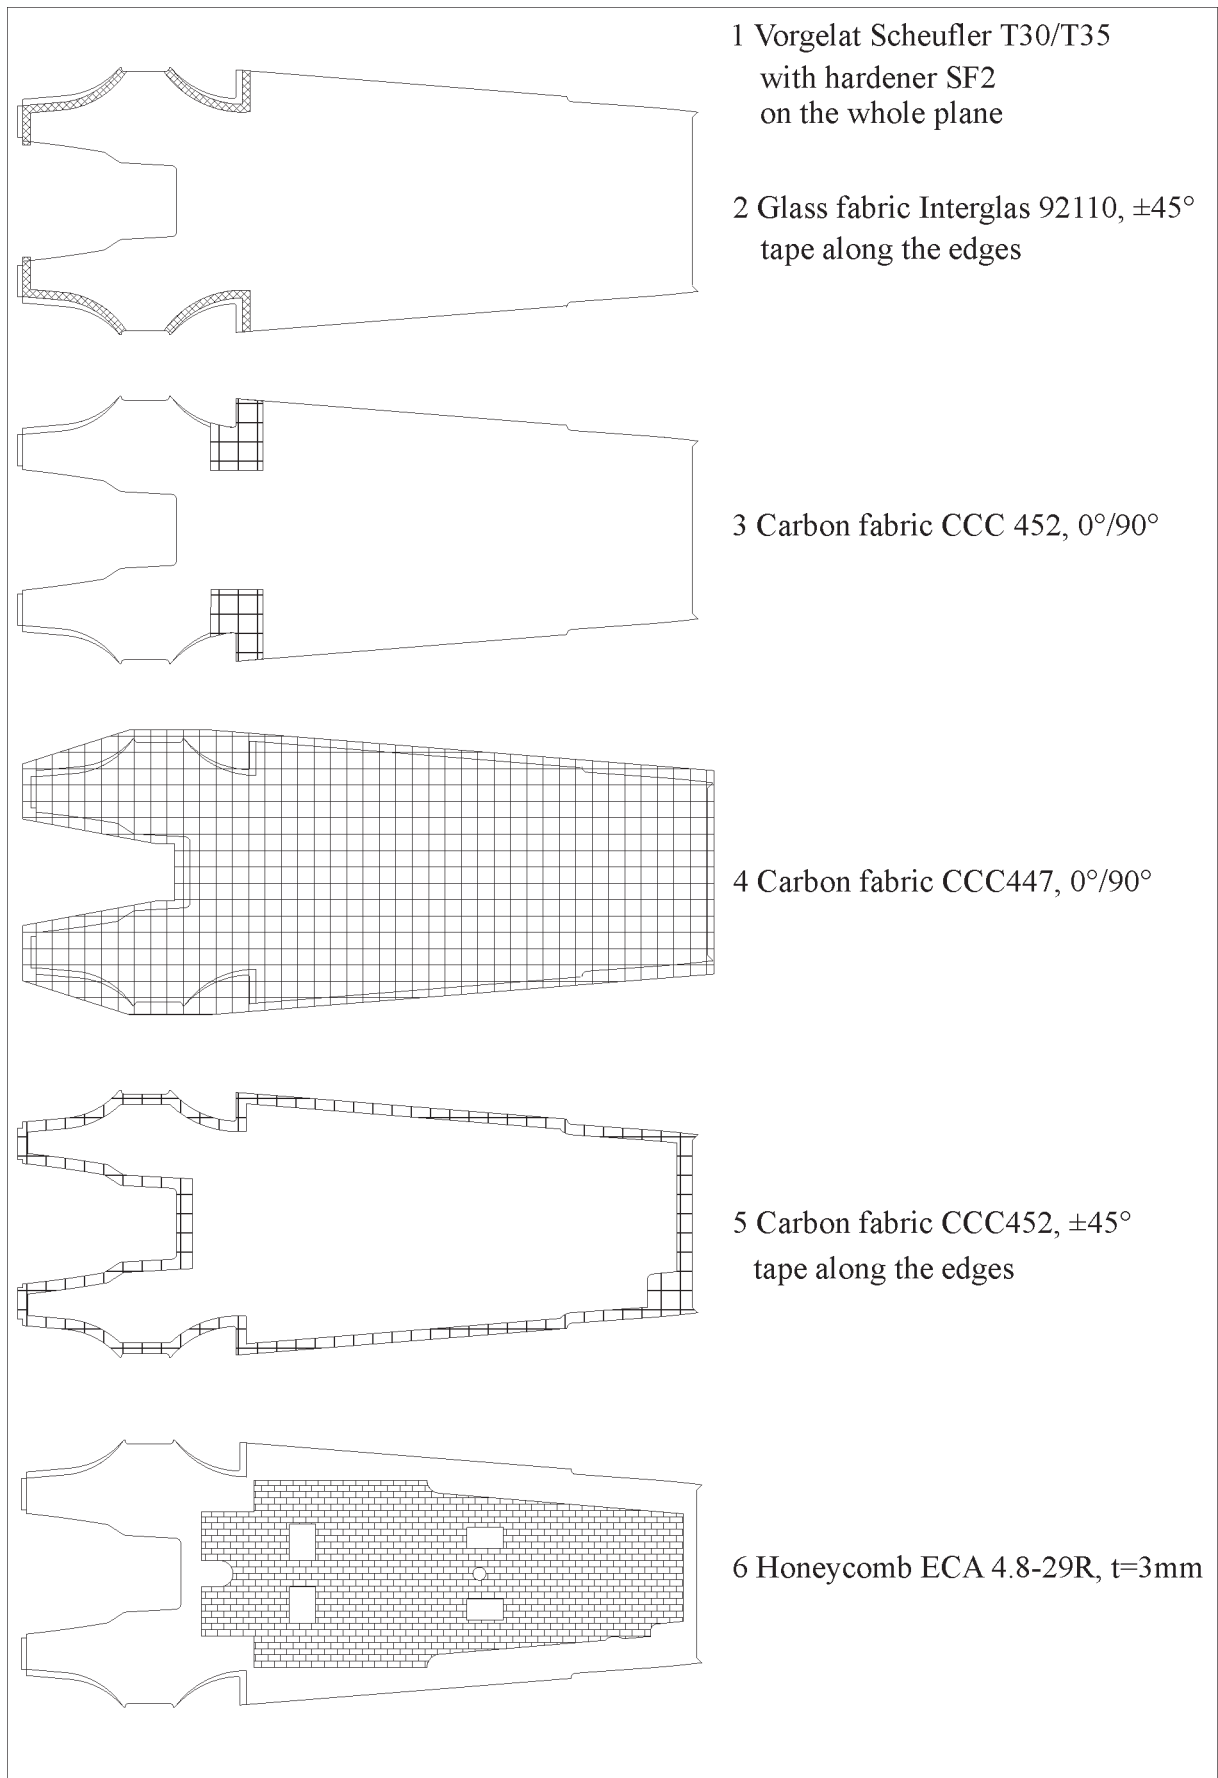 1 Vorgelat Scheufler T30/T35
with hardener SF2
on the whole plane
2 Glass fabric Interglas 92110, ±45°
tape along the edges
3 Carbon fabric CCC 452, 0°/90°
4 Carbon fabric CCC447, 0°/90°
5 Carbon fabric CCC452, ±45°
tape along the edges
6 Honeycomb ECA 4.8-29R, t=3mm